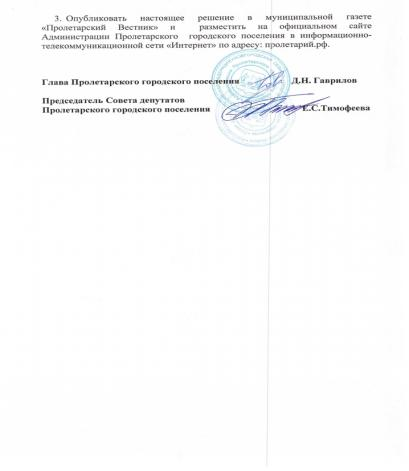 3. Опубликовать настоящее решение в муниципальной газете
«Пролетарский Вестник» и разместить на официальном сайте
Администрации Пролетарского городского поселения в информационно-
телекоммуникационной сети «Интернет» по адресу: пролетарий.рф.
Глава Пролетарского городского поселения Д.Н. Гаврилов
Председатель Совета депутатов
Пролетарского городского поселения Е.С.Тимофеева